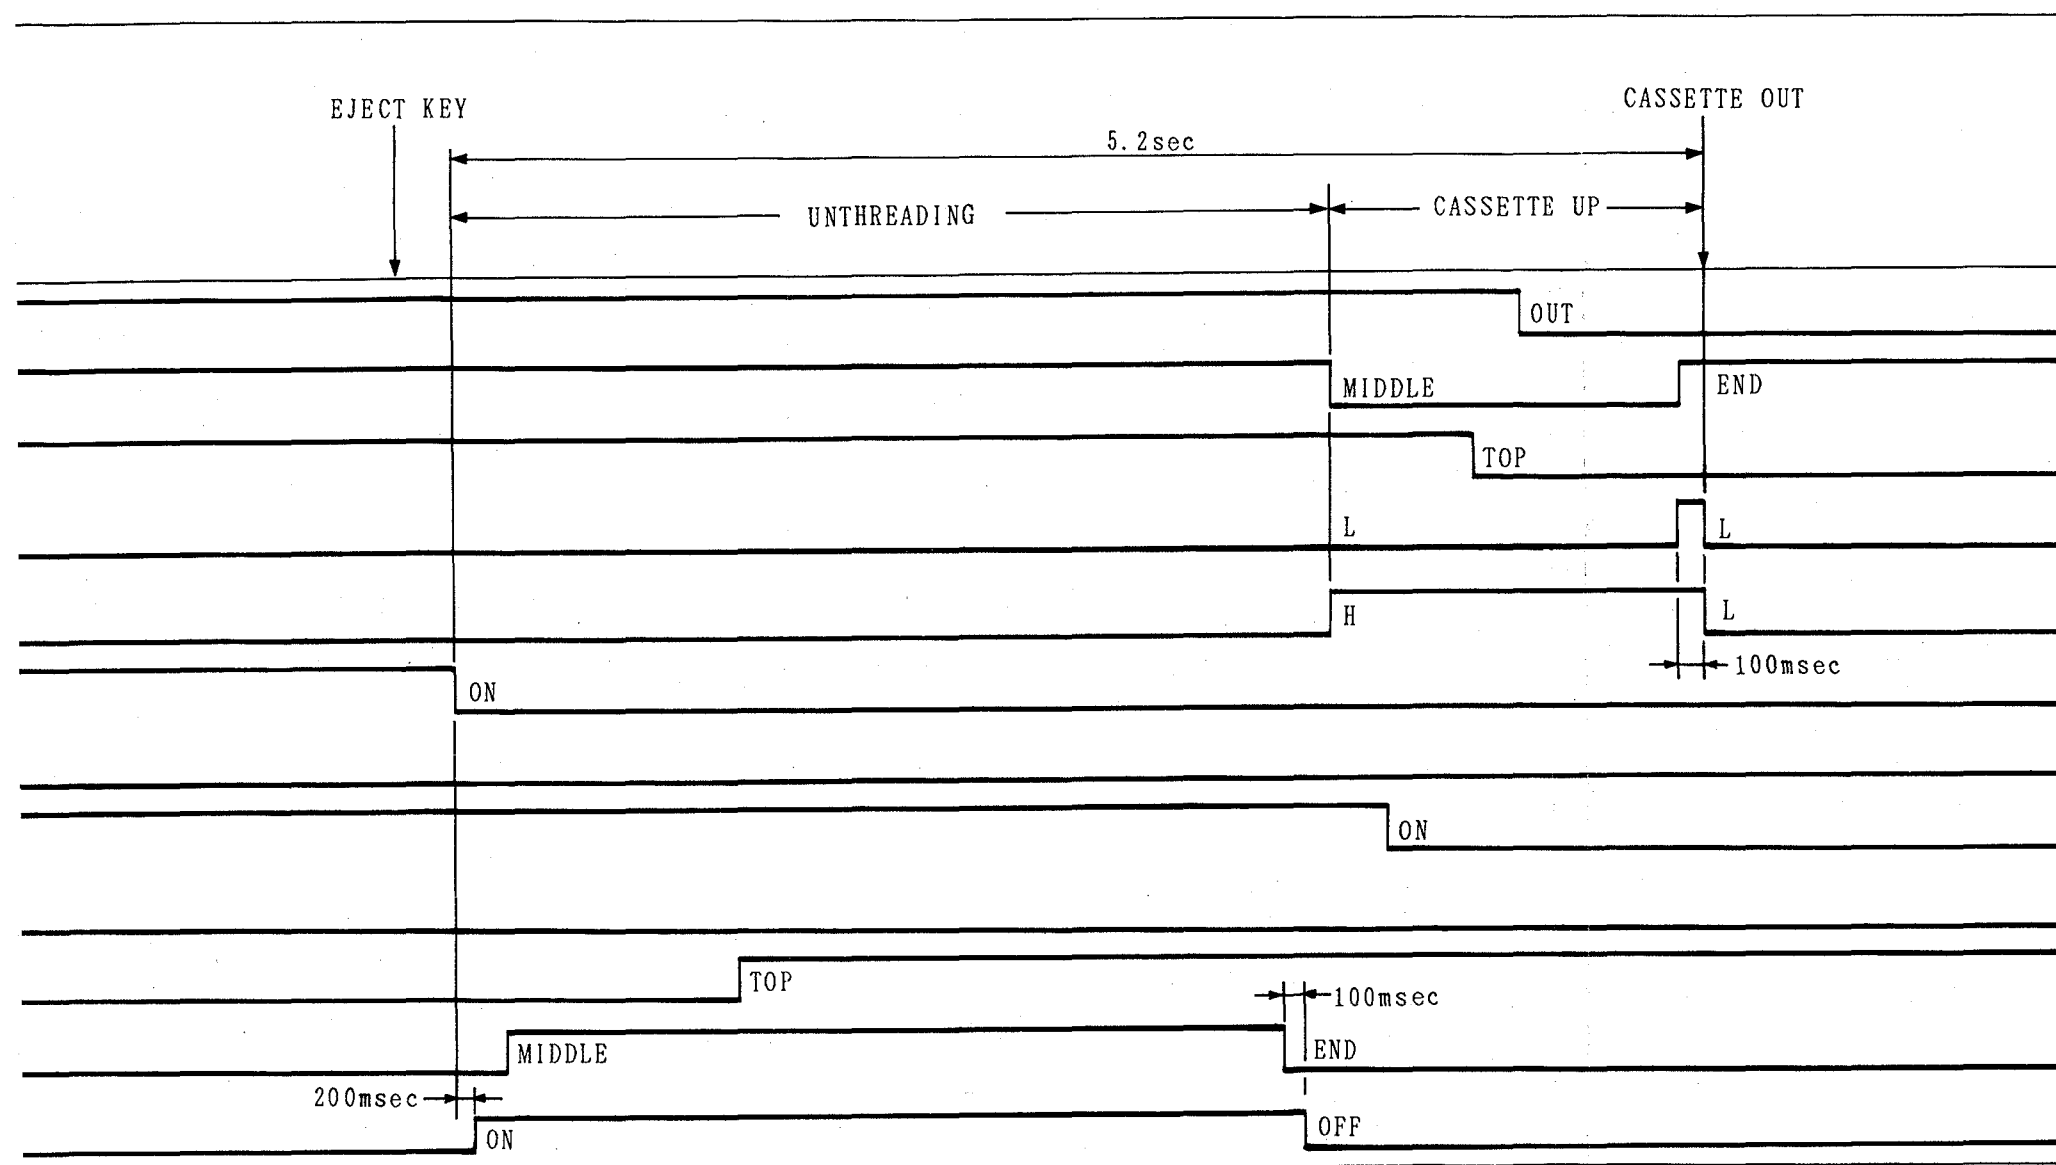 EJECT KEY
CASSETTE OUT
5.2sec
UNTHREADING
CASSETTE UP
OUT
MIDDLE
END
TOP
L
L
H
L
100msec
ON
ON
TOP
100msec
MIDDLE
END
200msec
ON
OFF